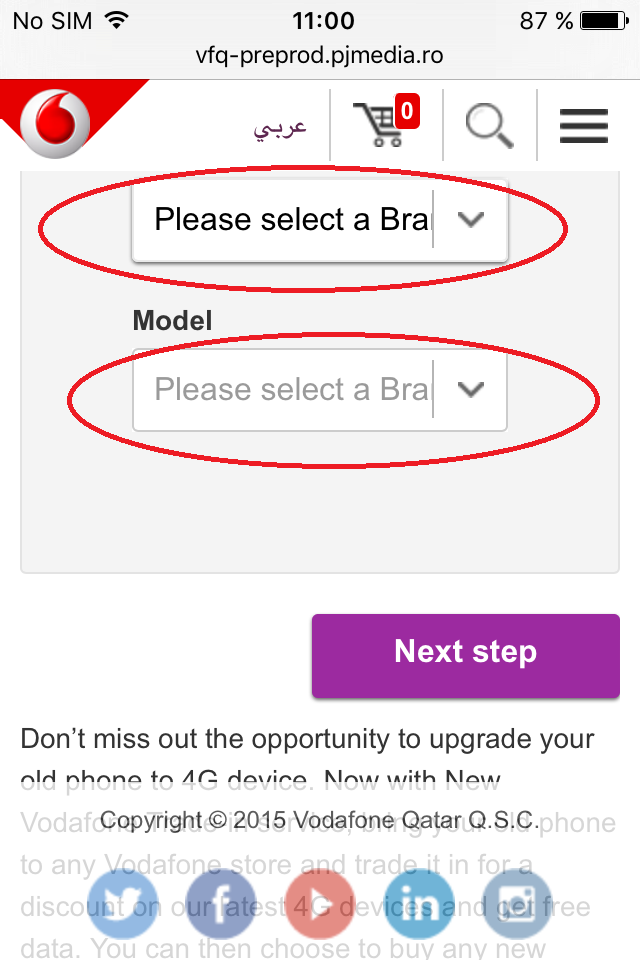 No SIM 11:00 87 %
vfq-preprod.pjmedia.ro
عربي 0
Please select a Bra
Model
Please select a Bra
Next step
Don’t miss out the opportunity to upgrade your
old phone to 4G device. Now with New
Vodafone Trade in service, bring your old phone
Copyright © 2015 Vodafone Qatar Q.S.C.
to any Vodafone store and trade it in for a
discount on our latest 4G devices and get free
data. You can then choose to buy any new